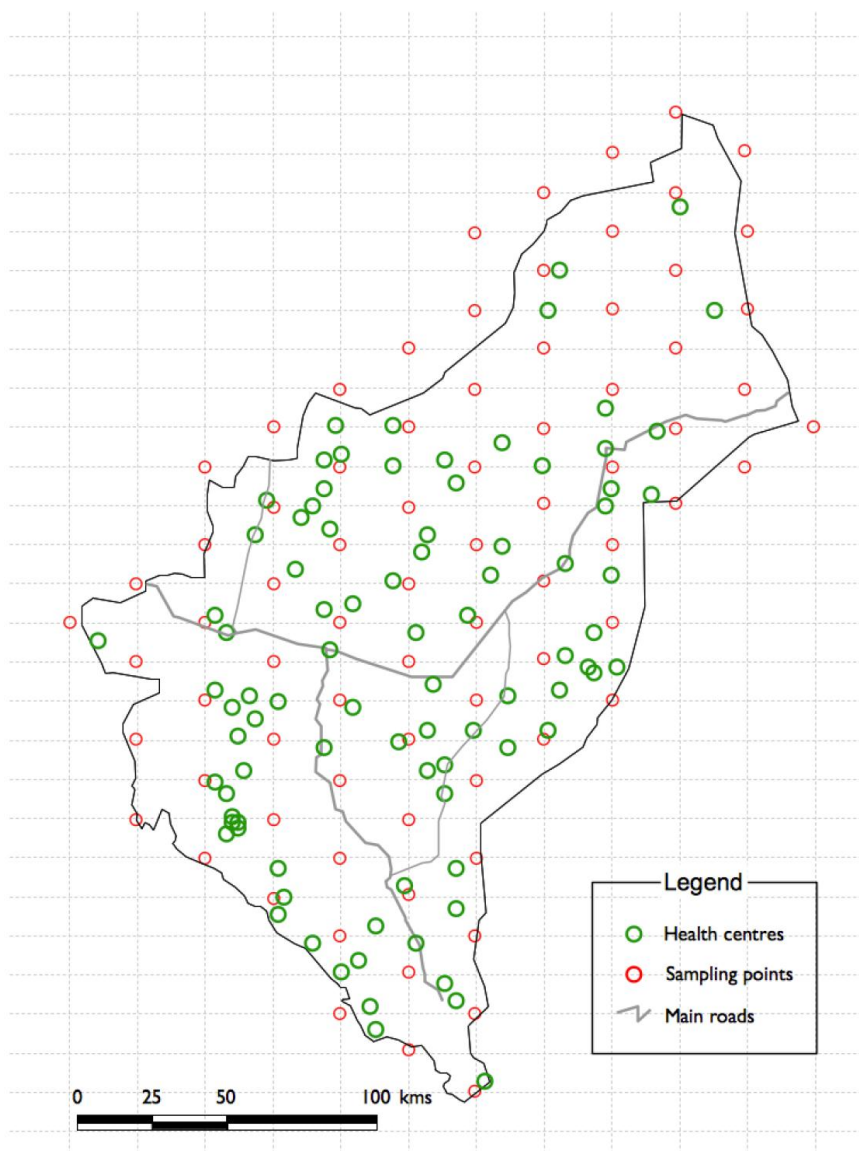 Legend
Health centres
Sampling points
Main roads
0 25 50 100 kms